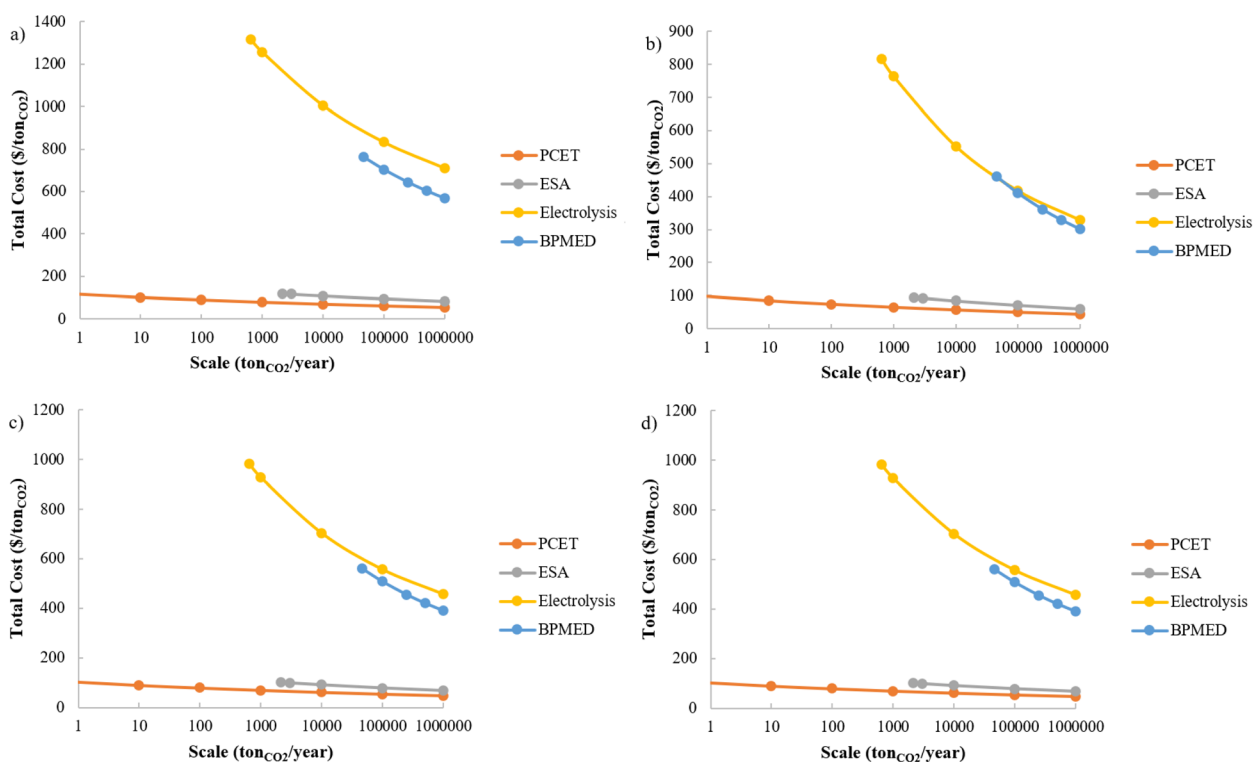 a)
Total Cost ($/tonCO2)
1400
1200
1000
800
600
400
200
0
1 10 100 1000 10000 100000 1000000
Scale (tonCO2/year)
PCET
ESA
Electrolysis
BPMED
b)
Total Cost ($/tonCO2)
900
800
700
600
500
400
300
200
100
0
1 10 100 1000 10000 100000 1000000
Scale (tonCO2/year)
PCET
ESA
Electrolysis
BPMED
c)
Total Cost ($/tonCO2)
1200
1000
800
600
400
200
0
1 10 100 1000 10000 100000 1000000
Scale (tonCO2/year)
PCET
ESA
Electrolysis
BPMED
d)
Total Cost ($/tonCO2)
1200
1000
800
600
400
200
0
1 10 100 1000 10000 100000 1000000
Scale (tonCO2/year)
PCET
ESA
Electrolysis
BPMED